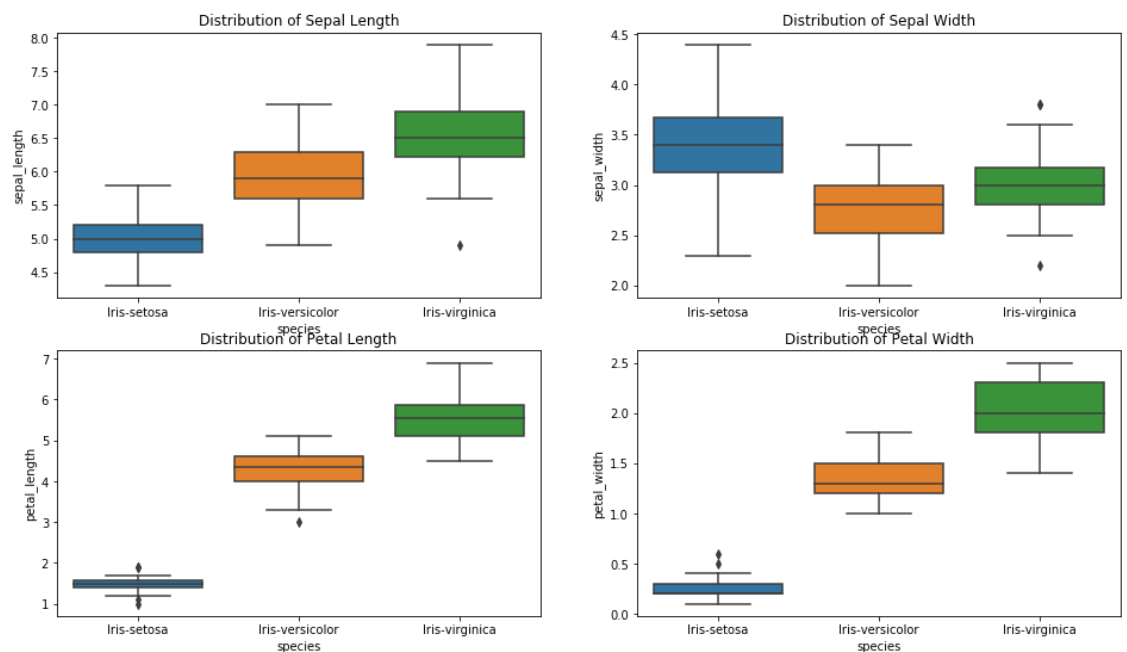 Distribution of Sepal Length
8.0
7.5
7.0
6.5
6.0
5.5
5.0
4.5
sepal_length
Iris-setosa Iris-versicolor Iris-virginica
species
Distribution of Sepal Width
4.5
4.0
3.5
3.0
2.5
2.0
sepal_width
Iris-setosa Iris-versicolor Iris-virginica
species
Distribution of Petal Length
7
6
5
4
3
2
1
petal_length
Iris-setosa Iris-versicolor Iris-virginica
species
Distribution of Petal Width
2.5
2.0
1.5
1.0
0.5
0.0
petal_width
Iris-setosa Iris-versicolor Iris-virginica
species